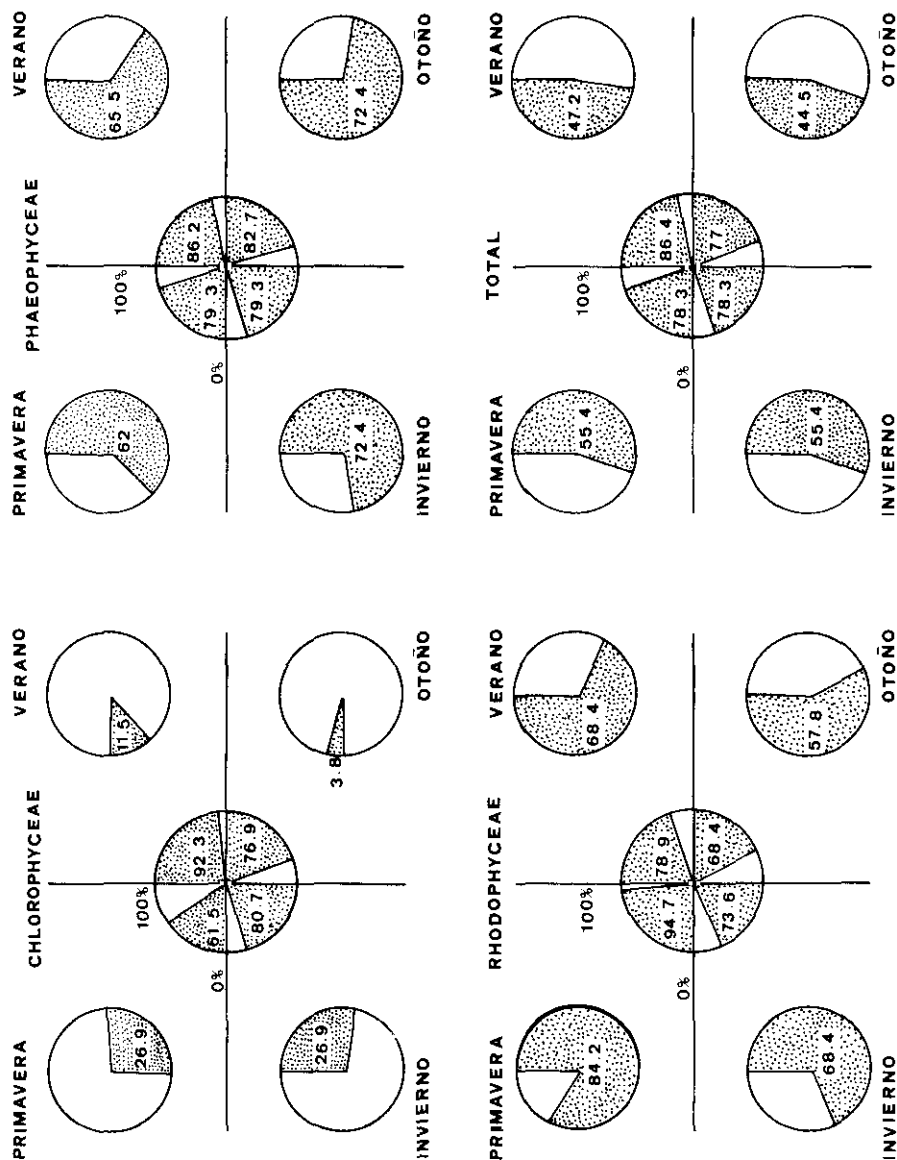 PRIMAVERA
CHLOROPHYCEAE
VERANO
26.9
100%
0%
61.5
92.3
80.7
76.9
11.5
26.9
3.8
INVIERNO
OTOÑO
PRIMAVERA
PHAEOPHYCEAE
VERANO
62
100%
0%
79.3
86.2
79.3
82.7
65.5
72.4
72.4
INVIERNO
OTOÑO
PRIMAVERA
RHODOPHYCEAE
VERANO
84.2
100%
0%
94.7
78.9
73.6
68.4
68.4
68.4
57.8
INVIERNO
OTOÑO
PRIMAVERA
TOTAL
VERANO
55.4
100%
0%
78.3
86.4
78.3
77
47.2
55.4
44.5
INVIERNO
OTOÑO